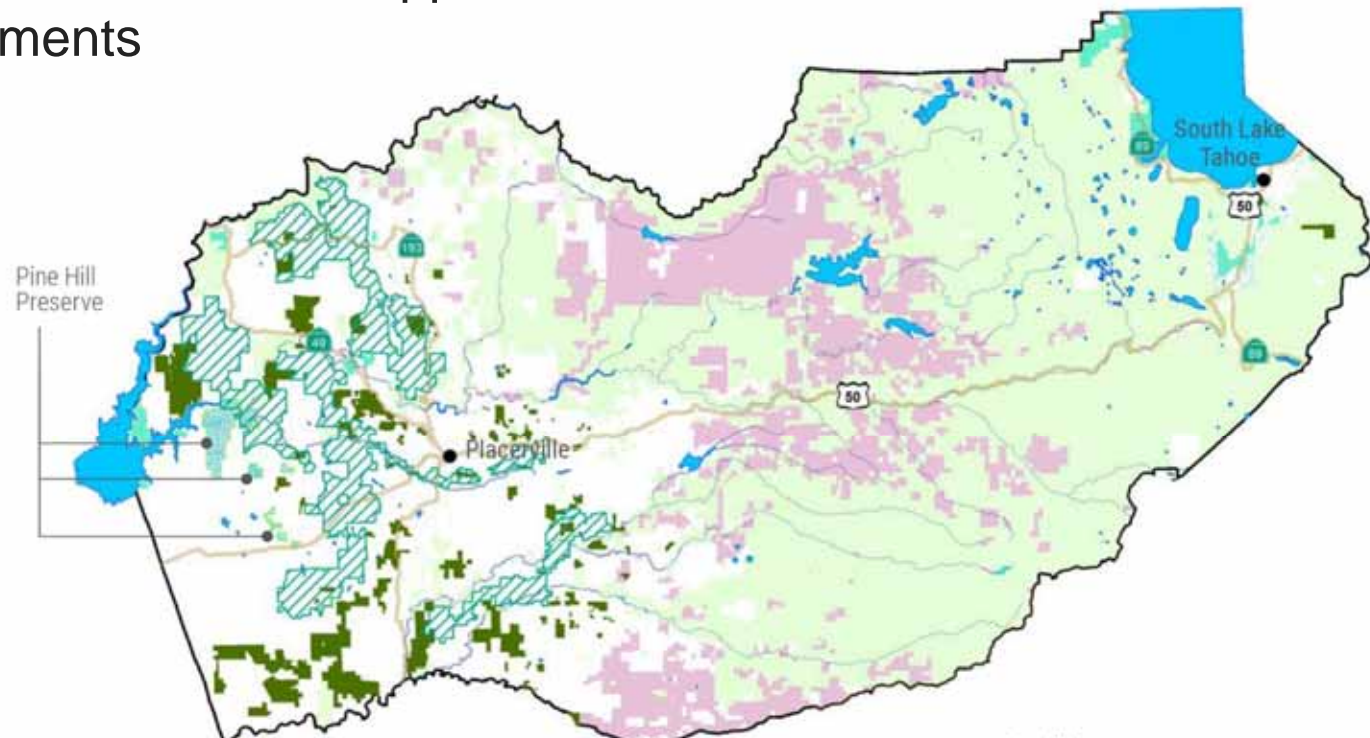 ments
South Lake
Tahoe
89
50
193
Pine Hill
Preserve
49
89
50
Placerville